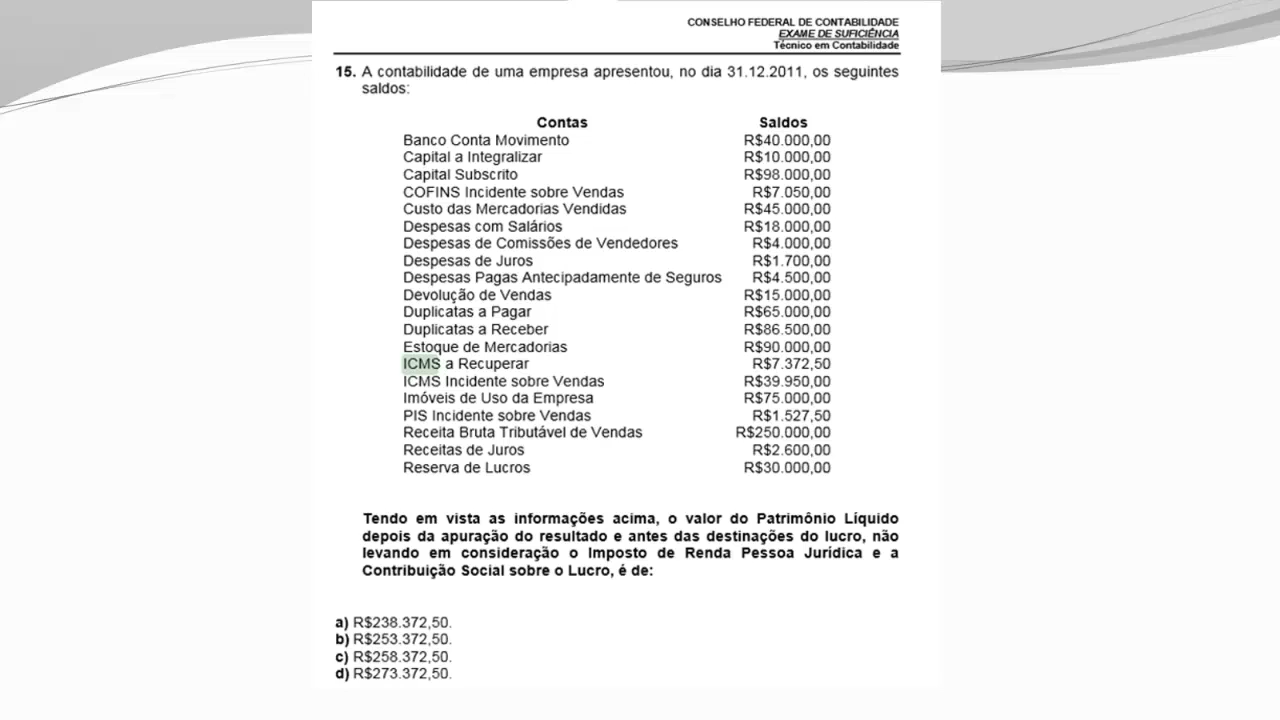 CONSELHO FEDERAL DE CONTABILIDADE
EXAME DE SUFICIÊNCIA
Técnico em Contabilidade
15. A contabilidade de uma empresa apresentou, no dia 31.12.2011, os seguintes
saldos:
Contas Saldos
Banco Conta Movimento R$40.000,00
Capital a Integralizar R$10.000,00
Capital Subscrito R$98.000,00
COFINS Incidente sobre Vendas R$7.050,00
Custo das Mercadorias Vendidas R$45.000,00
Despesas com Salários R$18.000,00
Despesas de Comissões de Vendedores R$4.000,00
Despesas de Juros R$1.700,00
Despesas Pagas Antecipadamente de Seguros R$4.500,00
Devolução de Vendas R$15.000,00
Duplicatas a Pagar R$65.000,00
Duplicatas a Receber R$86.500,00
Estoque de Mercadorias R$90.000,00
ICMS a Recuperar R$7.372,50
ICMS Incidente sobre Vendas R$39.950,00
Imóveis de Uso da Empresa R$75.000,00
PIS Incidente sobre Vendas R$1.527,50
Receita Bruta Tributável de Vendas R$250.000,00
Receitas de Juros R$2.600,00
Reserva de Lucros R$30.000,00
Tendo em vista as informações acima, o valor do Patrimônio Líquido
depois da apuração do resultado e antes das destinações do lucro, não
levando em consideração o Imposto de Renda Pessoa Jurídica e a
Contribuição Social sobre o Lucro, é de:
a) R$238.372,50.
b) R$253.372,50.
c) R$258.372,50.
d) R$273.372,50.